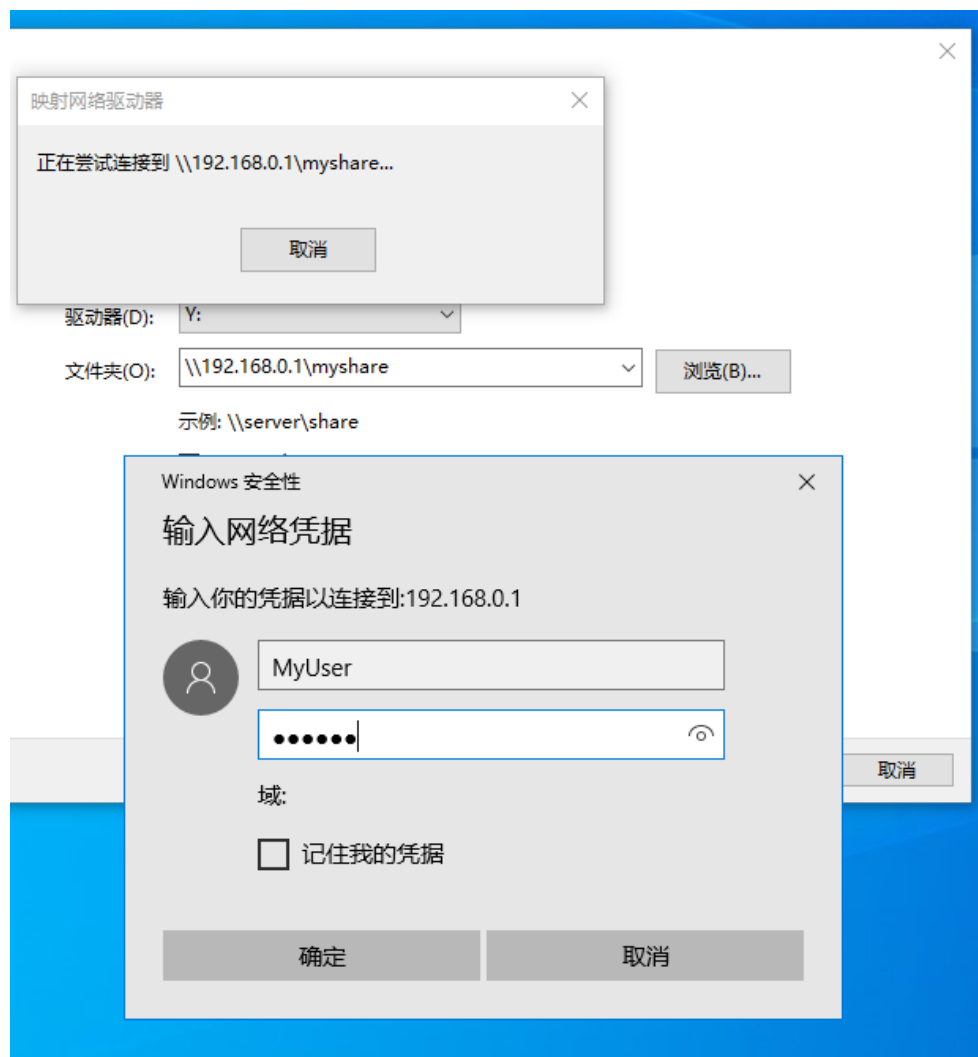 映射网络驱动器
正在尝试连接到 \\192.168.0.1\myshare...
取消
驱动器(D): Y:
文件夹(O): \\192.168.0.1\myshare 浏览(B)...
示例: \\server\share
Windows 安全性
输入网络凭据
输入你的凭据以连接到:192.168.0.1
MyUser
●●●●●●
域:
取消
记住我的凭据
确定 取消